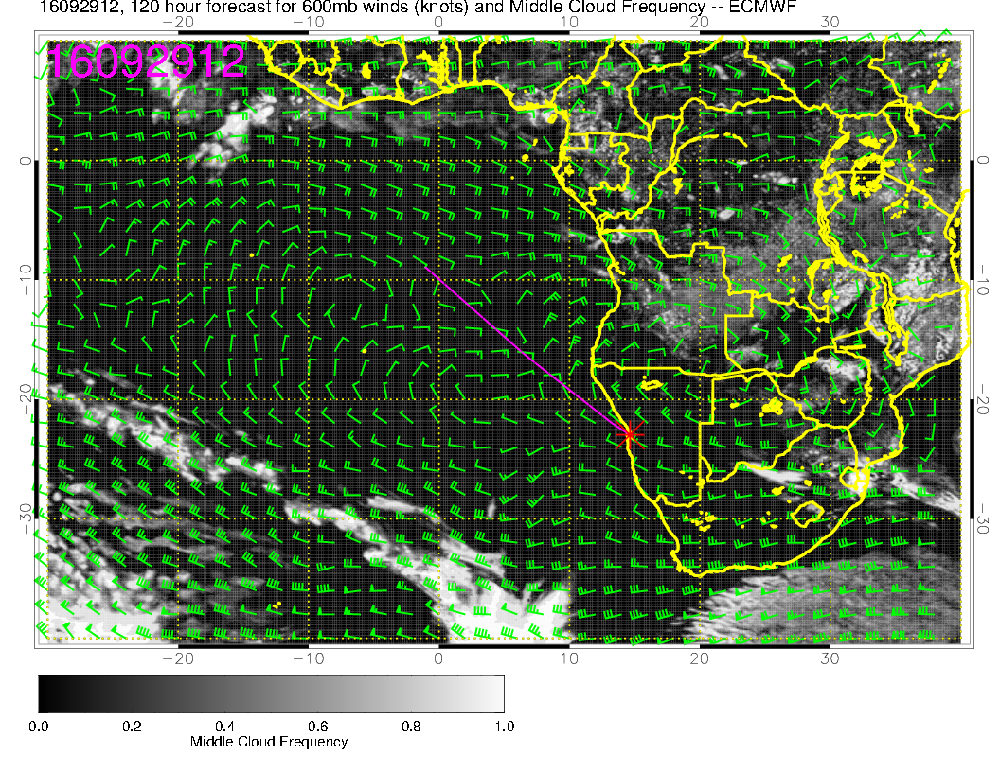 16092912, 120 hour forecast for 600mb winds (knots) and Middle Cloud Frequency -- ECMWF
−20 −10 0 10 20 30
16092912
0 0
−10 −10
−20 −20
−30 −30
−20 −10 0 10 20 30
0.0 0.2 0.4 0.6 0.8 1.0
Middle Cloud Frequency